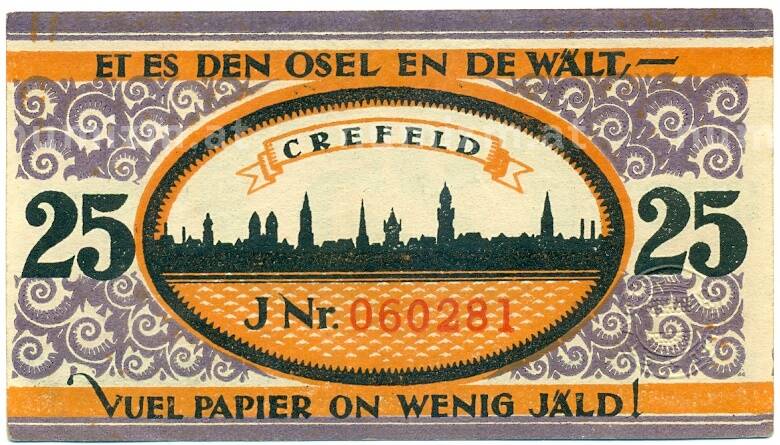 ET ES DEN OSEL EN DE WÄLT,—
CREFELD
25
25
J Nr. 060281
VUEL PAPIER ON WENIG JÄLD!